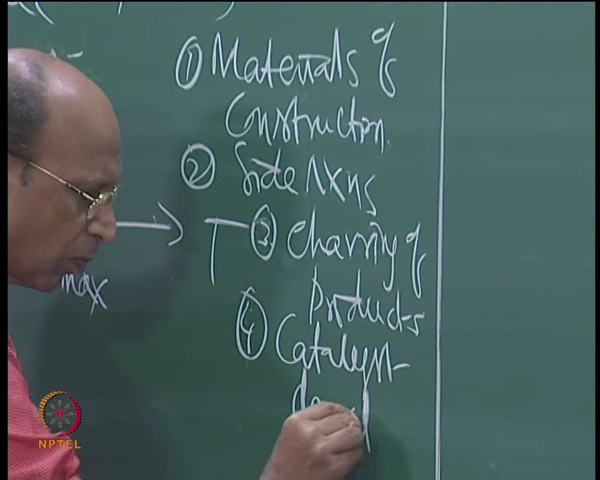 ① Materials of
Construction.
② Side rxns
T ③ Charring of
max
Products
④ Catalyst
NPTEL